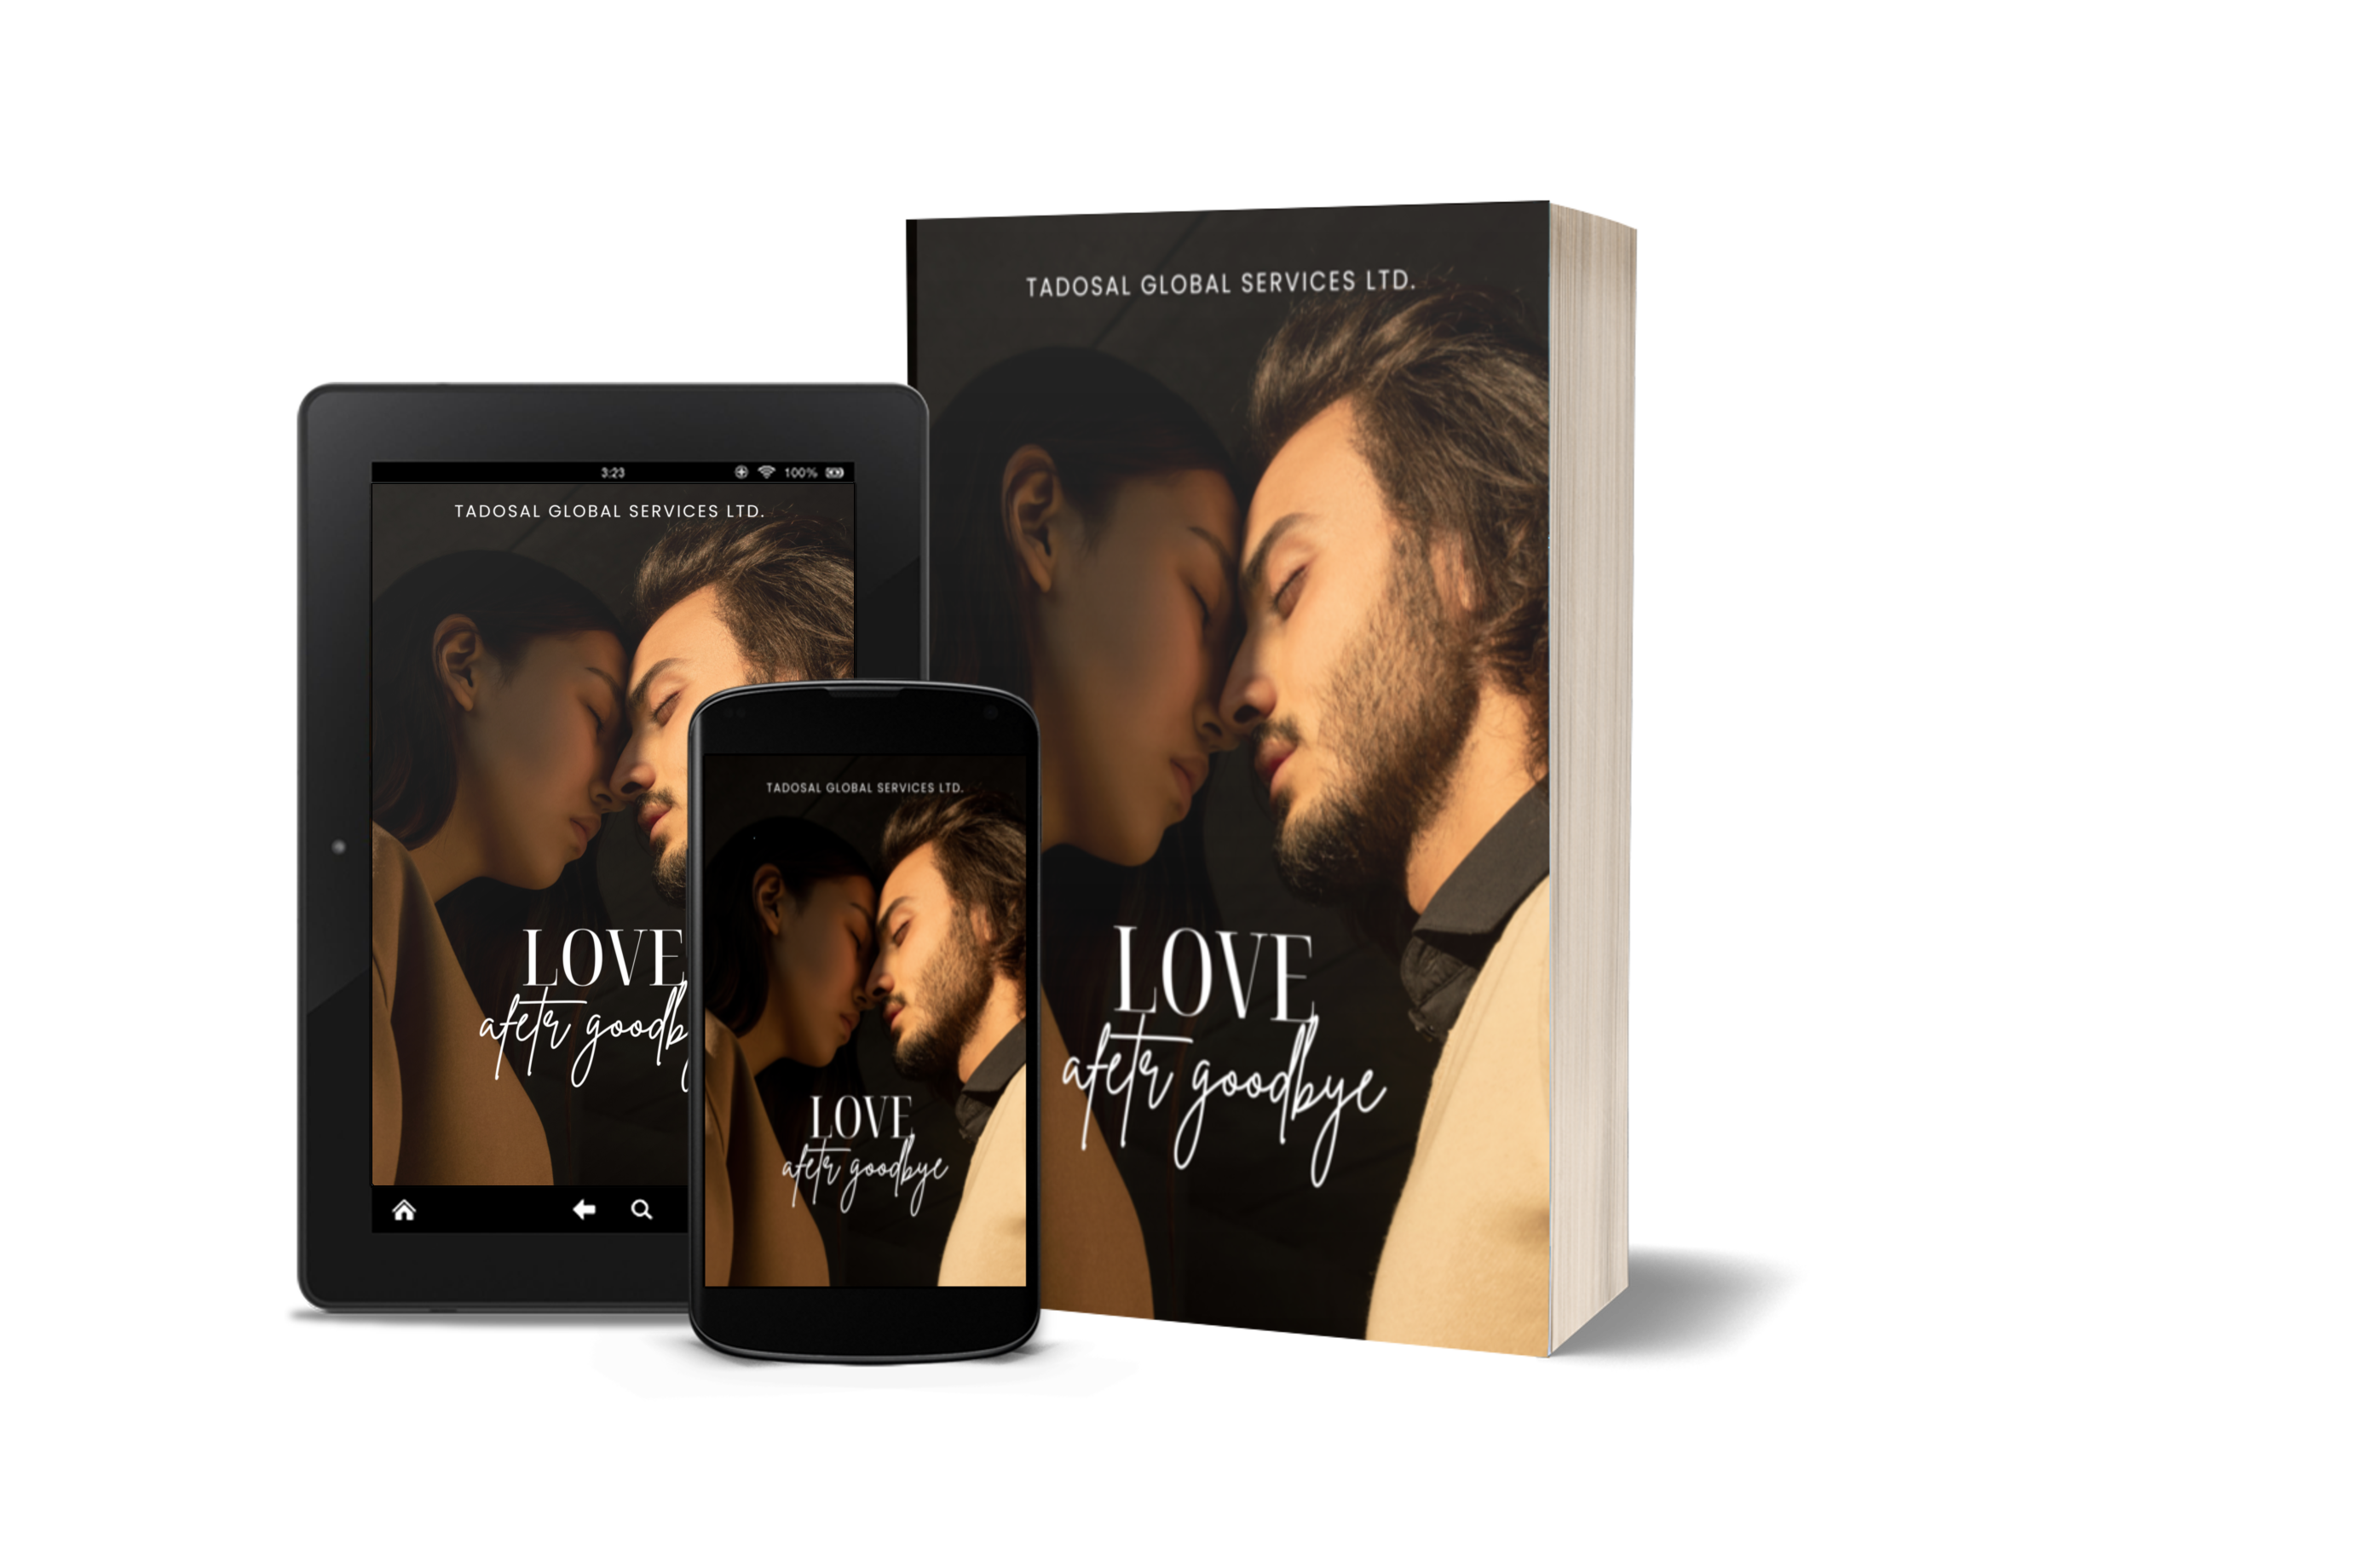 TADOSAL GLOBAL SERVICES LTD.
LOVE
afetr goodbye
3:23
100%
TADOSAL GLOBAL SERVICES LTD.
LOVE
afetr goodb
TADOSAL GLOBAL SERVICES LTD.
LOVE
afetr goodbye